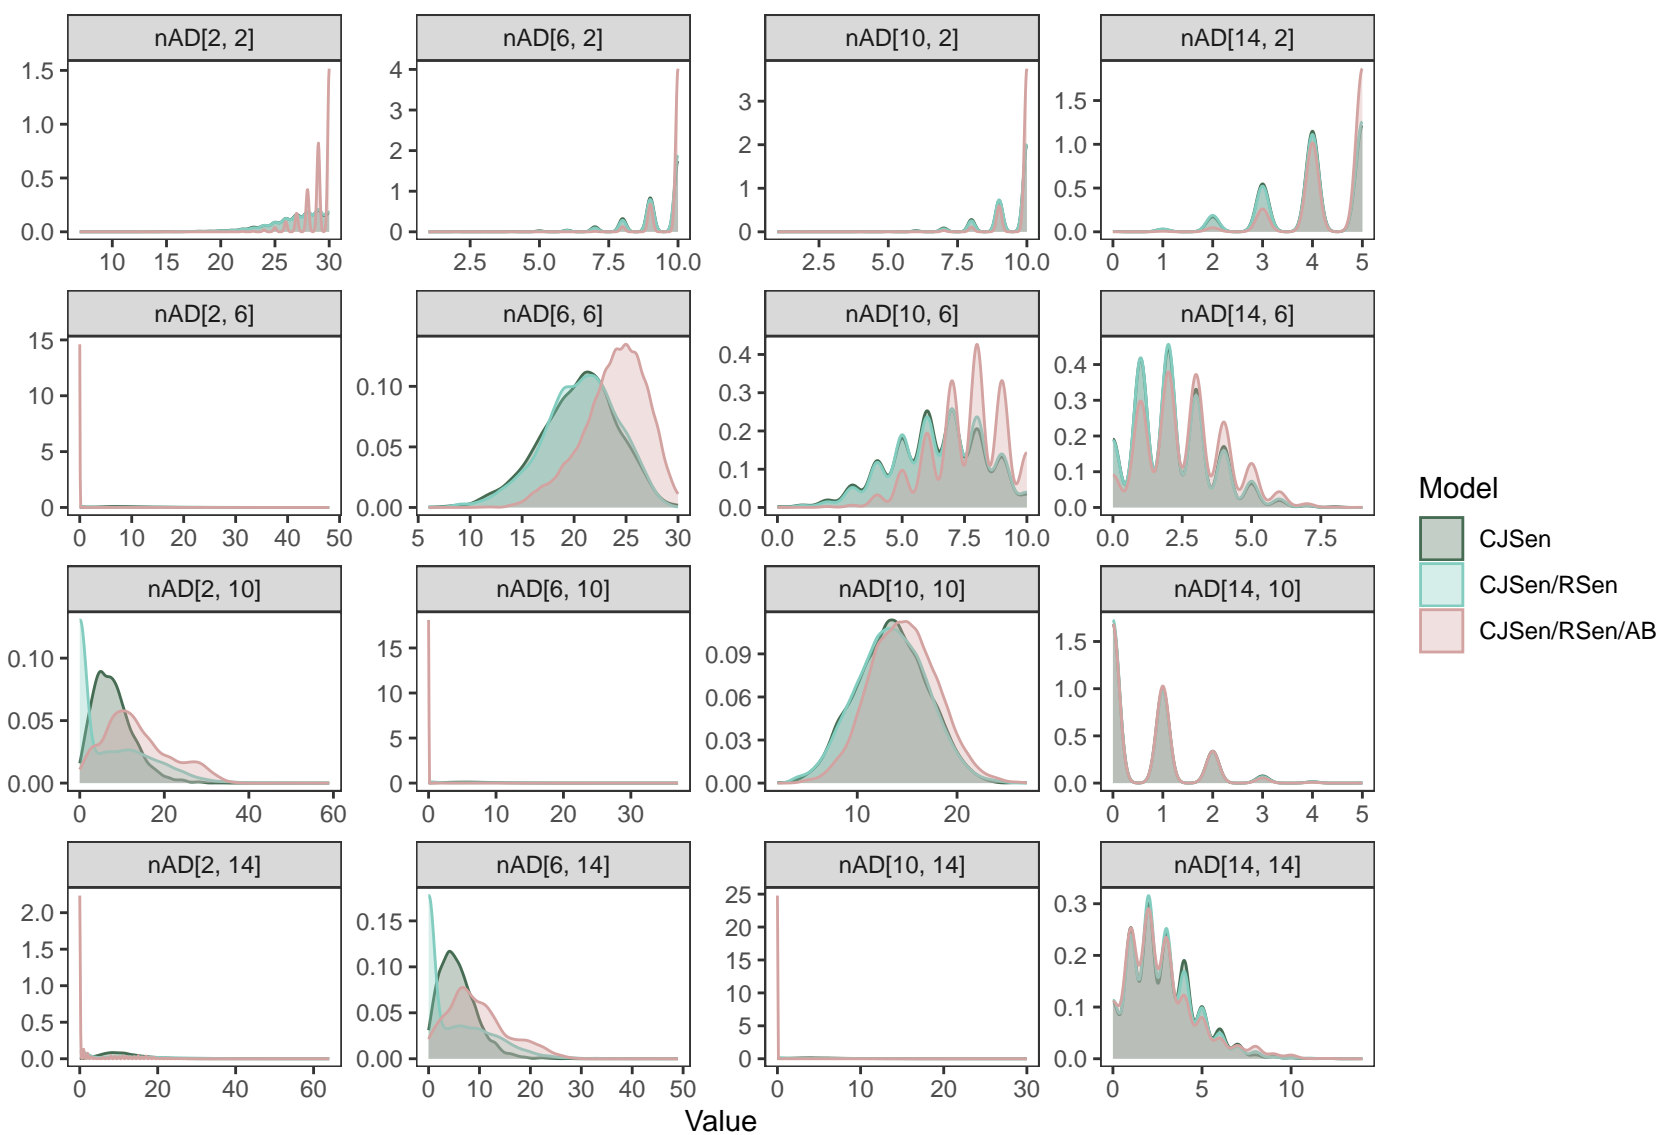 nAD[2, 2] nAD[6, 2] nAD[10, 2] nAD[14, 2]
1.5 1.0 0.5 0.0
10 15 20 25 30
4 3 2 1 0
2.5 5.0 7.5 10.0
3 2 1 0
2.5 5.0 7.5 10.0
1.5 1.0 0.5 0.0
0 1 2 3 4 5
nAD[2, 6] nAD[6, 6] nAD[10, 6] nAD[14, 6]
15 10 5 0
0 10 20 30 40 50
0.10 0.05 0.00
5 10 15 20 25 30
0.4 0.3 0.2 0.1 0.0
0.0 2.5 5.0 7.5 10.0
0.4 0.3 0.2 0.1 0.0
0.0 2.5 5.0 7.5
nAD[2, 10] nAD[6, 10] nAD[10, 10] nAD[14, 10]
0.10 0.05 0.00
0 20 40 60
15 10 5 0
0 10 20 30
0.09 0.06 0.03 0.00
10 20
1.5 1.0 0.5 0.0
0 1 2 3 4 5
nAD[2, 14] nAD[6, 14] nAD[10, 14] nAD[14, 14]
2.0 1.5 1.0 0.5 0.0
0 20 40 60
0.15 0.10 0.05 0.00
0 10 20 30 40 50
25 20 15 10 5 0
0 10 20 30
0.3 0.2 0.1 0.0
0 5 10
Value
Model
CJSen
CJSen/RSen
CJSen/RSen/AB